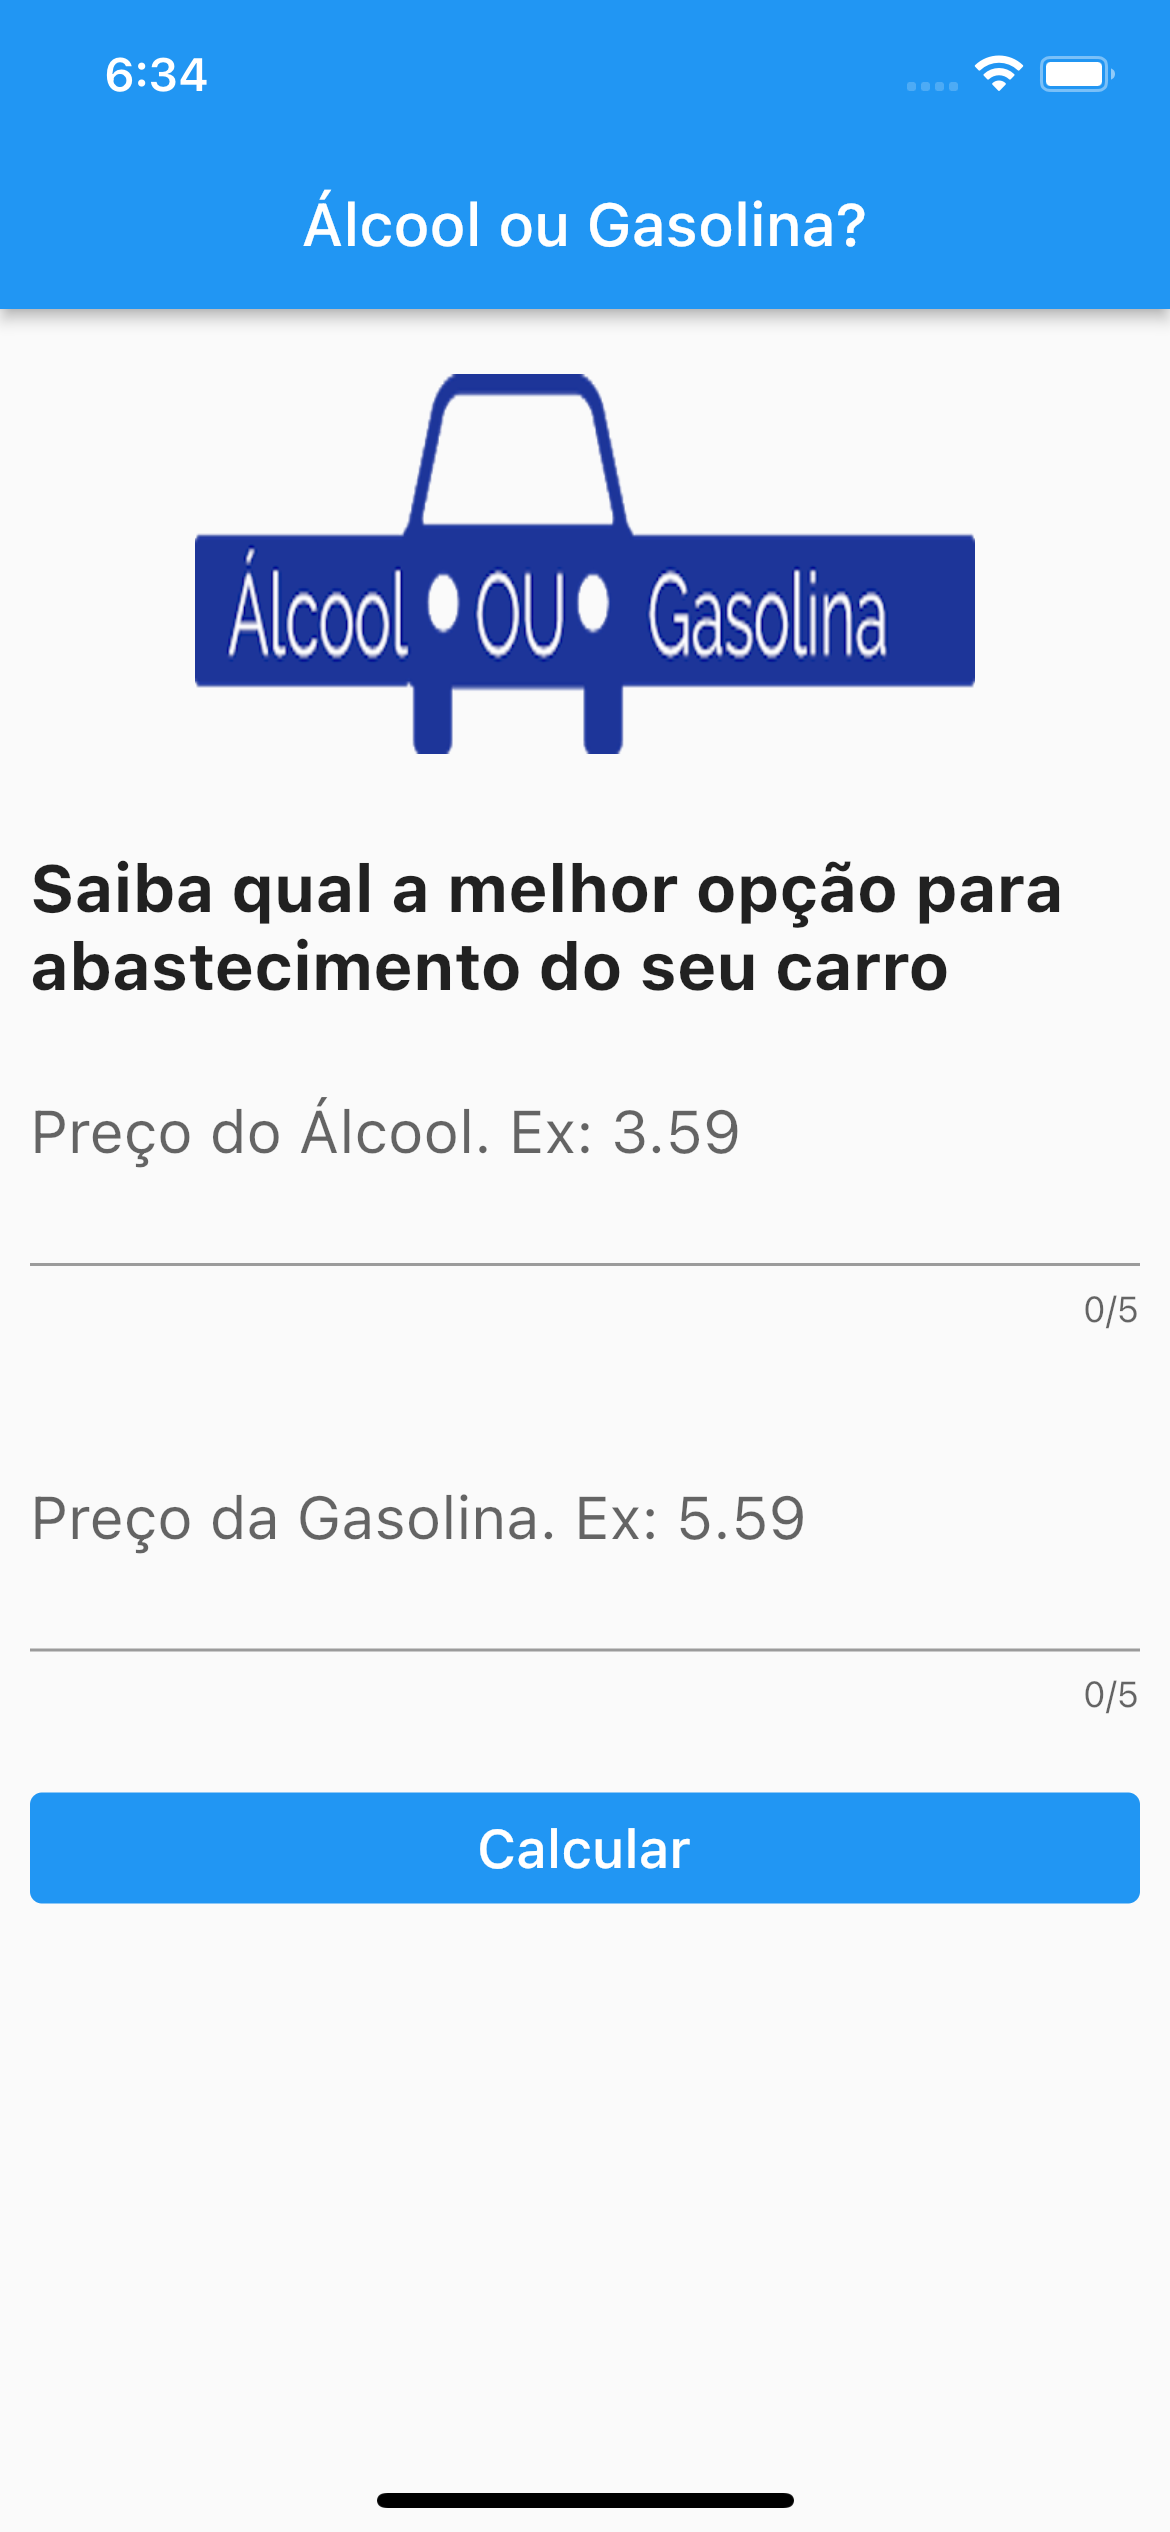 6:34
Álcool ou Gasolina?
Álcool OU Gasolina
Saiba qual a melhor opção para
abastecimento do seu carro
Preço do Álcool. Ex: 3.59
0/5
Preço da Gasolina. Ex: 5.59
0/5
Calcular